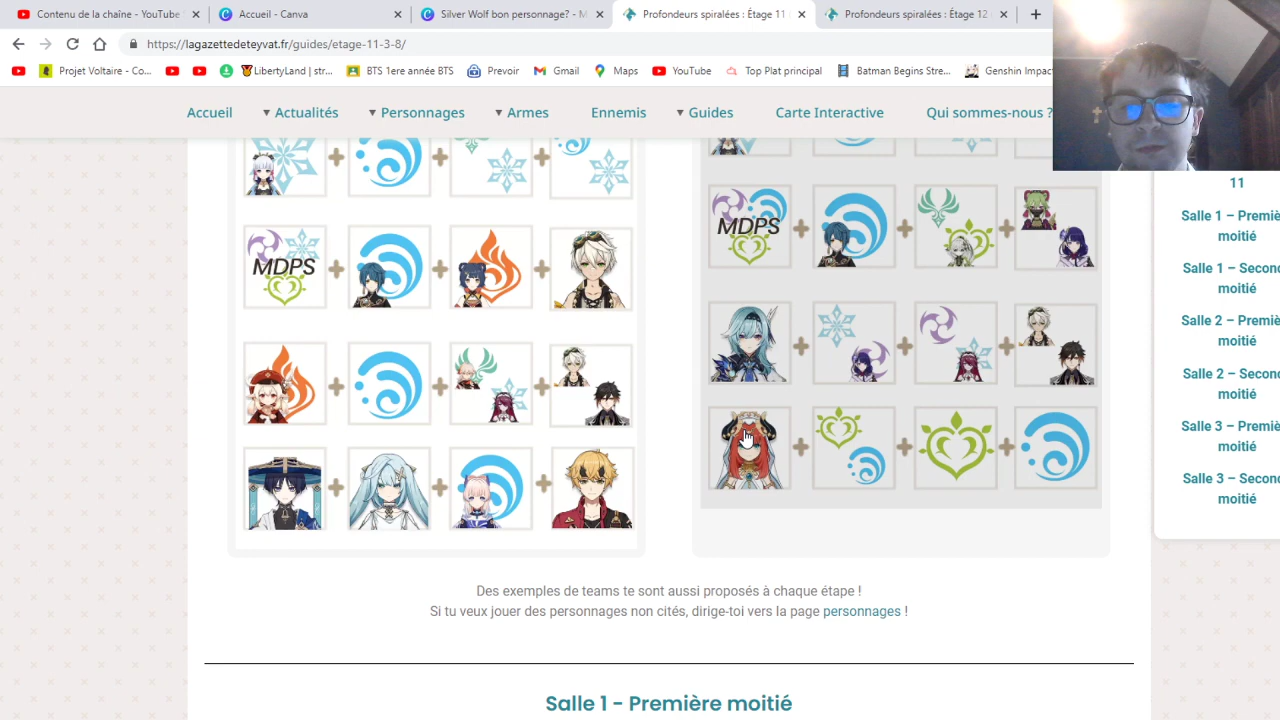 Contenu de la chaîne - YouTube
Accueil - Canva
Silver Wolf bon personnage? - M
Profondeurs spiralées : Étage 11
Profondeurs spiralées : Étage 12
https://lagazettedeteyvat.fr/guides/etage-11-3-8/
Projet Voltaire - Co...
LibertyLand | str...
BTS 1ere année BTS
Prevoir
Gmail
Maps
YouTube
Top Plat principal
Batman Begins Stre...
Genshin Impac
Accueil
Actualités
Personnages
Armes
Ennemis
Guides
Carte Interactive
Qui sommes-nous ?
MDPS
MDPS
11
Salle 1 – Premiè
moitié
Salle 1 – Second
moitié
Salle 2 – Premiè
moitié
Salle 2 – Second
moitié
Salle 3 – Premiè
moitié
Salle 3 – Second
moitié
Des exemples de teams te sont aussi proposés à chaque étape !
Si tu veux jouer des personnages non cités, dirige-toi vers la page personnages !
Salle 1 - Première moitié